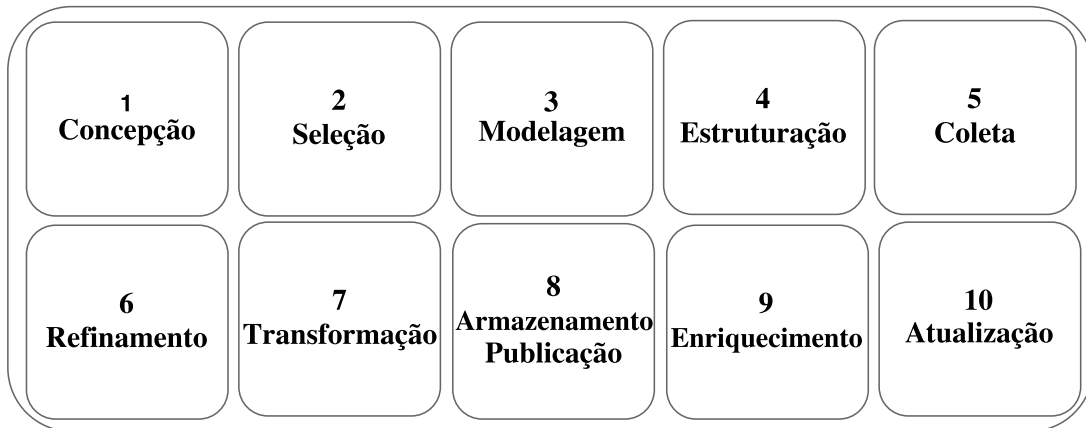 1
Concepção
2
Seleção
3
Modelagem
4
Estruturação
5
Coleta
6
Refinamento
7
Transformação
8
Armazenamento
Publicação
9
Enriquecimento
10
Atualização